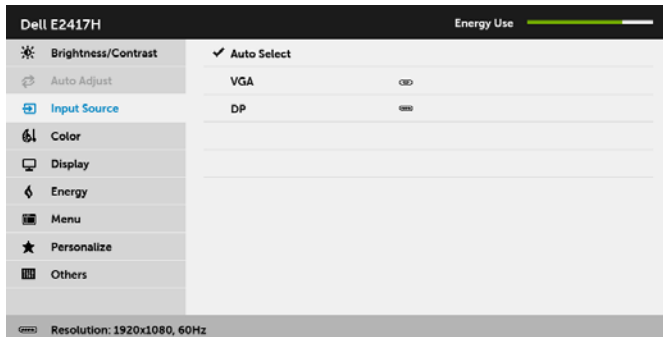 Dell E2417H
Energy Use
Brightness/Contrast
Auto Adjust
Input Source
Color
Display
Energy
Menu
Personalize
Others
Auto Select
VGA
DP
Resolution: 1920x1080, 60Hz